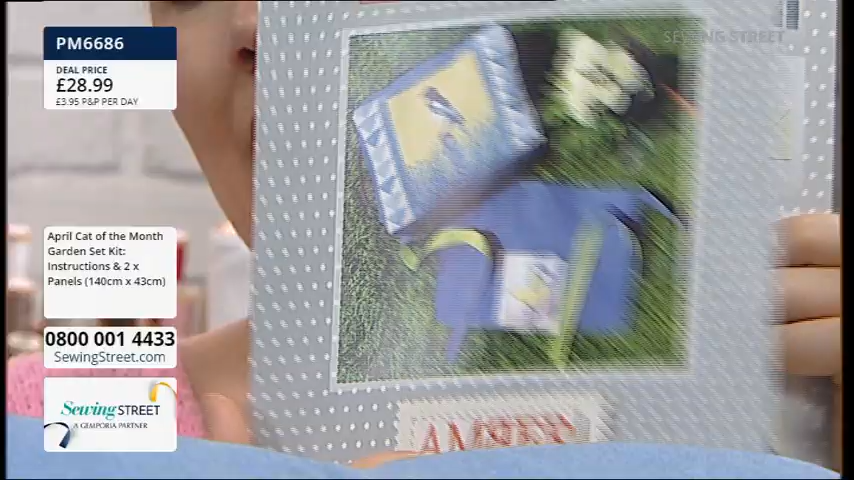 PM6686
DEAL PRICE
£28.99
£3.95 P&P PER DAY
SEWING STREET
April Cat of the Month
Garden Set Kit:
Instructions & 2 x
Panels (140cm x 43cm)
0800 001 4433
SewingStreet.com
Sewing STREET
A GEMPORIA PARTNER